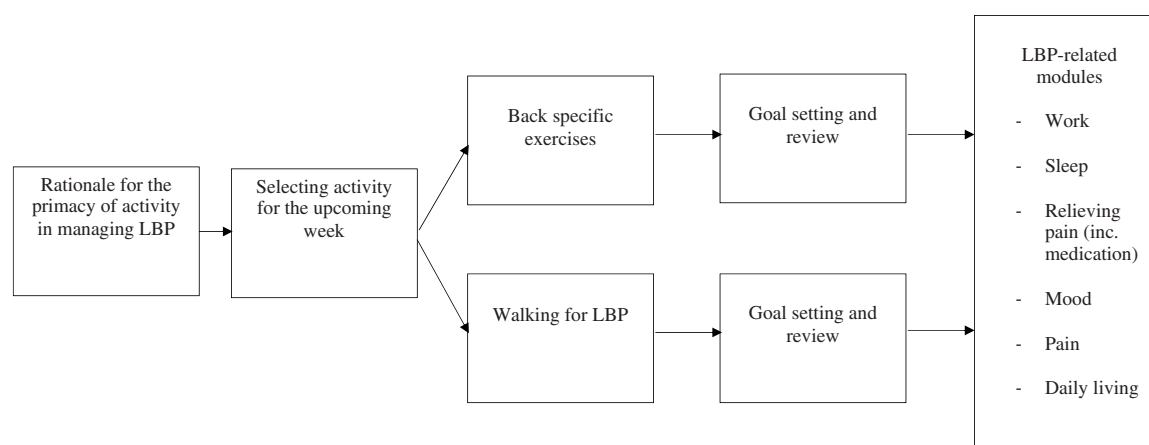 Rationale for the
primacy of activity
in managing LBP
Selecting activity
for the upcoming
week
Back specific
exercises
Goal setting and
review
Walking for LBP
Goal setting and
review
LBP-related
modules
- Work
- Sleep
- Relieving
pain (inc.
medication)
- Mood
- Pain
- Daily living